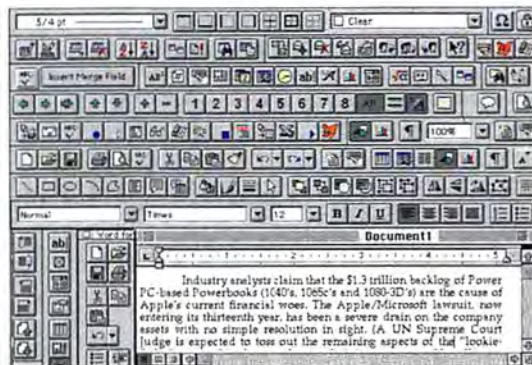 3/4 pt Clear
Insert Merge Field
1 2 3 4 5 6 7 8 All
100%
Normal Times 12 B I U
Word for Document1
Industry analysts claim that the $1.3 trillion backlog of Power
PC-based Powerbooks (1040's, 1065c's and 1080-3D's) are the cause of
Apple's current financial woes. The Apple/Microsoft lawsuit, now
entering its thirteenth year, has been a severe drain on the company
assets with no simple resolution in sight. (A UN Supreme Court
judge is expected to toss out the remaining aspects of the "lookie-